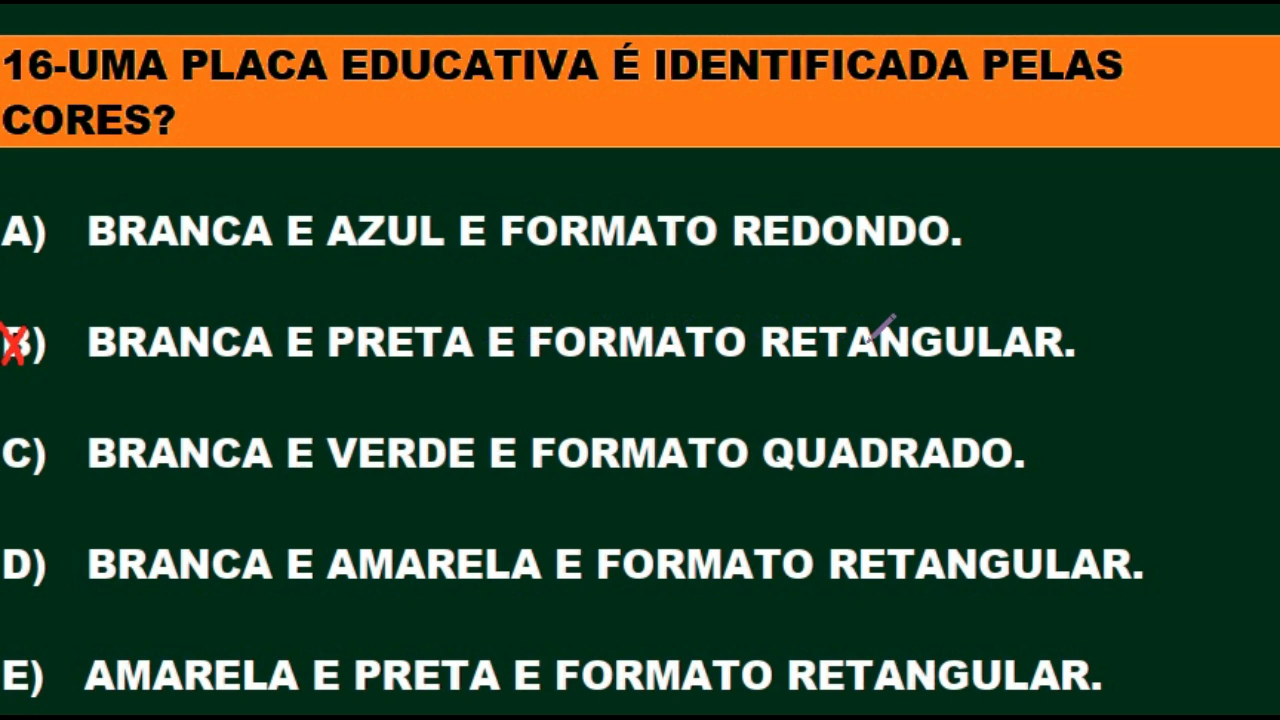 16-UMA PLACA EDUCATIVA É IDENTIFICADA PELAS
CORES?
A) BRANCA E AZUL E FORMATO REDONDO.
B) BRANCA E PRETA E FORMATO RETANGULAR.
C) BRANCA E VERDE E FORMATO QUADRADO.
D) BRANCA E AMARELA E FORMATO RETANGULAR.
E) AMARELA E PRETA E FORMATO RETANGULAR.